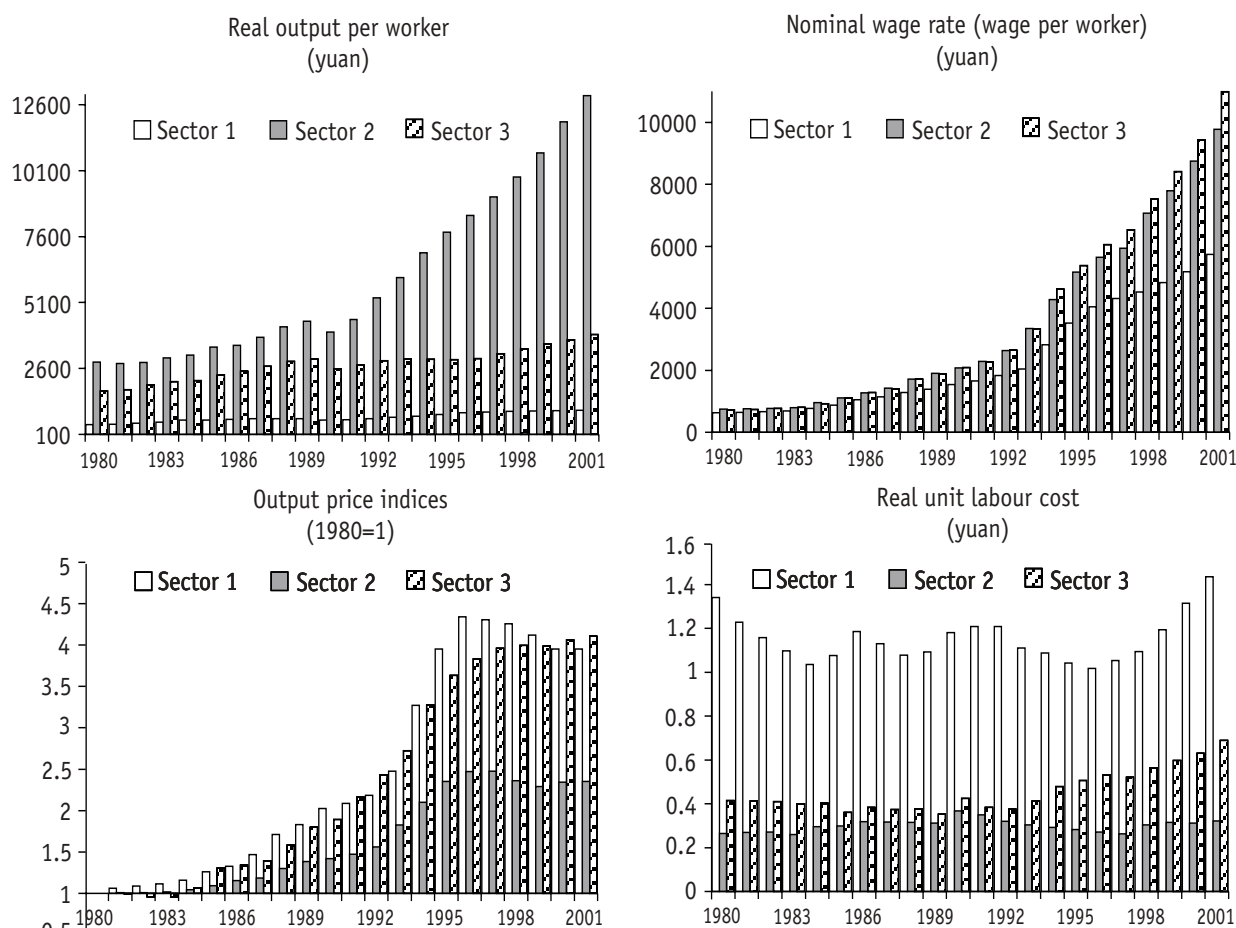 Real output per worker
(yuan)
12600
10100
7600
5100
2600
100
Sector 1 Sector 2 Sector 3
1980 1983 1986 1989 1992 1995 1998 2001
Nominal wage rate (wage per worker)
(yuan)
10000
8000
6000
4000
2000
0
Sector 1 Sector 2 Sector 3
1980 1983 1986 1989 1992 1995 1998 2001
Output price indices
(1980=1)
5
4.5
4
3.5
3
2.5
2
1.5
1
0.5
Sector 1 Sector 2 Sector 3
1980 1983 1986 1989 1992 1995 1998 2001
Real unit labour cost
(yuan)
1.6
1.4
1.2
1
0.8
0.6
0.4
0.2
0
Sector 1 Sector 2 Sector 3
1980 1983 1986 1989 1992 1995 1998 2001